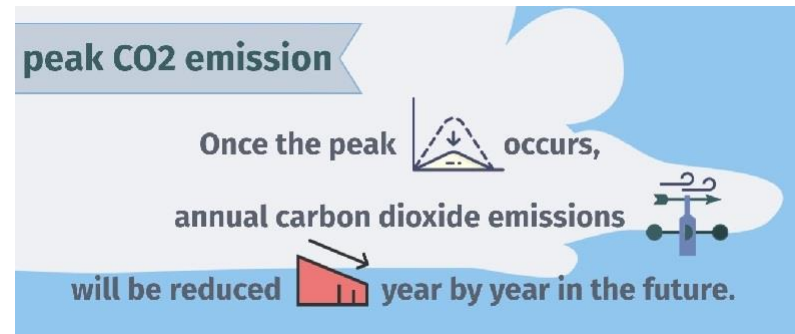 peak CO2 emission
Once the peak occurs,
annual carbon dioxide emissions
will be reduced year by year in the future.